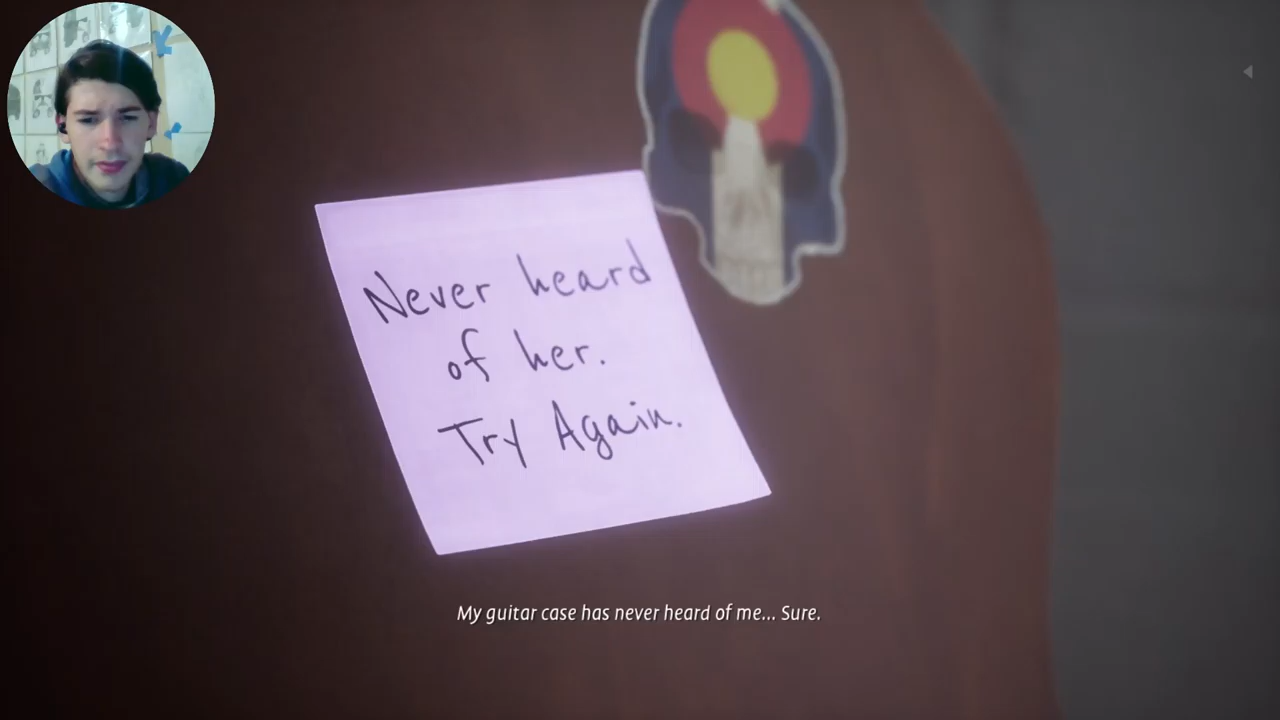 Never heard
of her.
Try Again.
My guitar case has never heard of me... Sure.